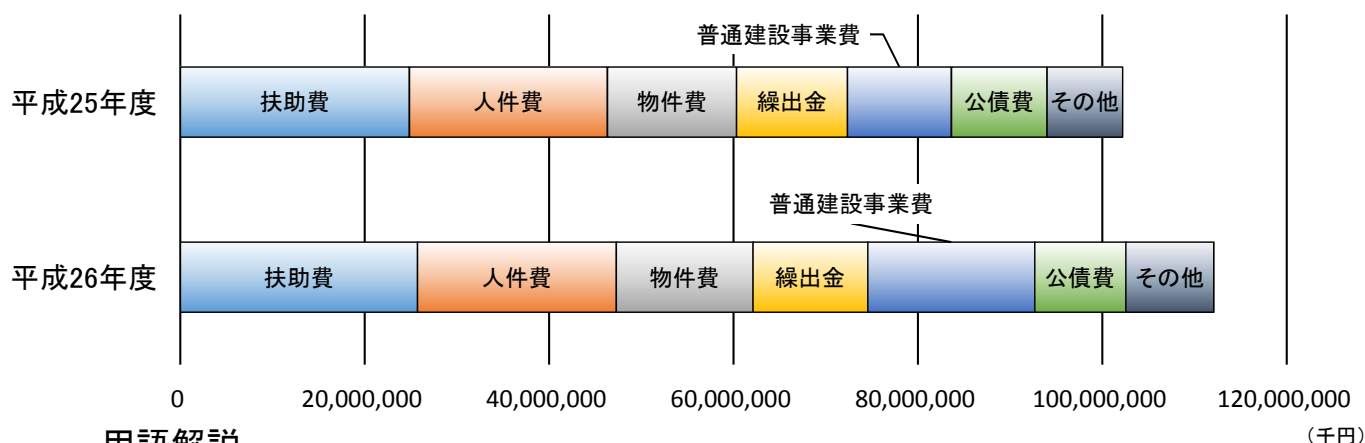 普通建設事業費
平成25年度
扶助費 人件費 物件費 繰出金 公債費 その他
普通建設事業費
平成26年度
扶助費 人件費 物件費 繰出金 公債費 その他
0 20,000,000 40,000,000 60,000,000 80,000,000 100,000,000 120,000,000
(千円)
用語解説